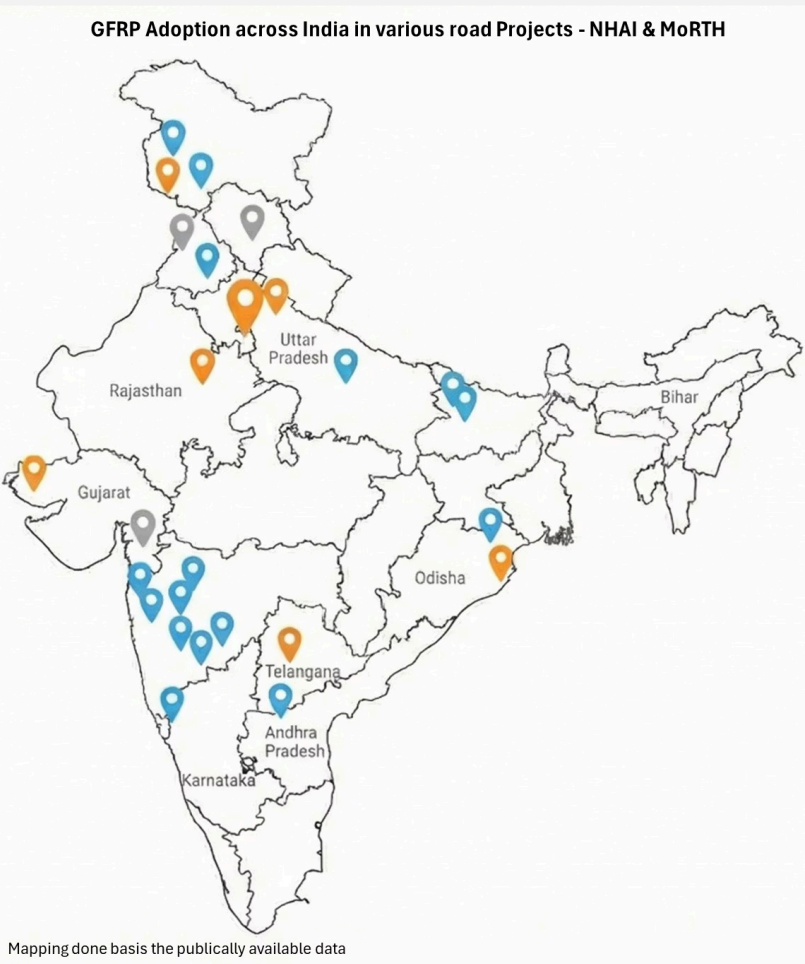 GFRP Adoption across India in various road Projects - NHAI & MoRTH
Uttar
Pradesh
Rajasthan
Bihar
Gujarat
Odisha
Telangana
Andhra
Pradesh
Karnataka
Mapping done basis the publically available data